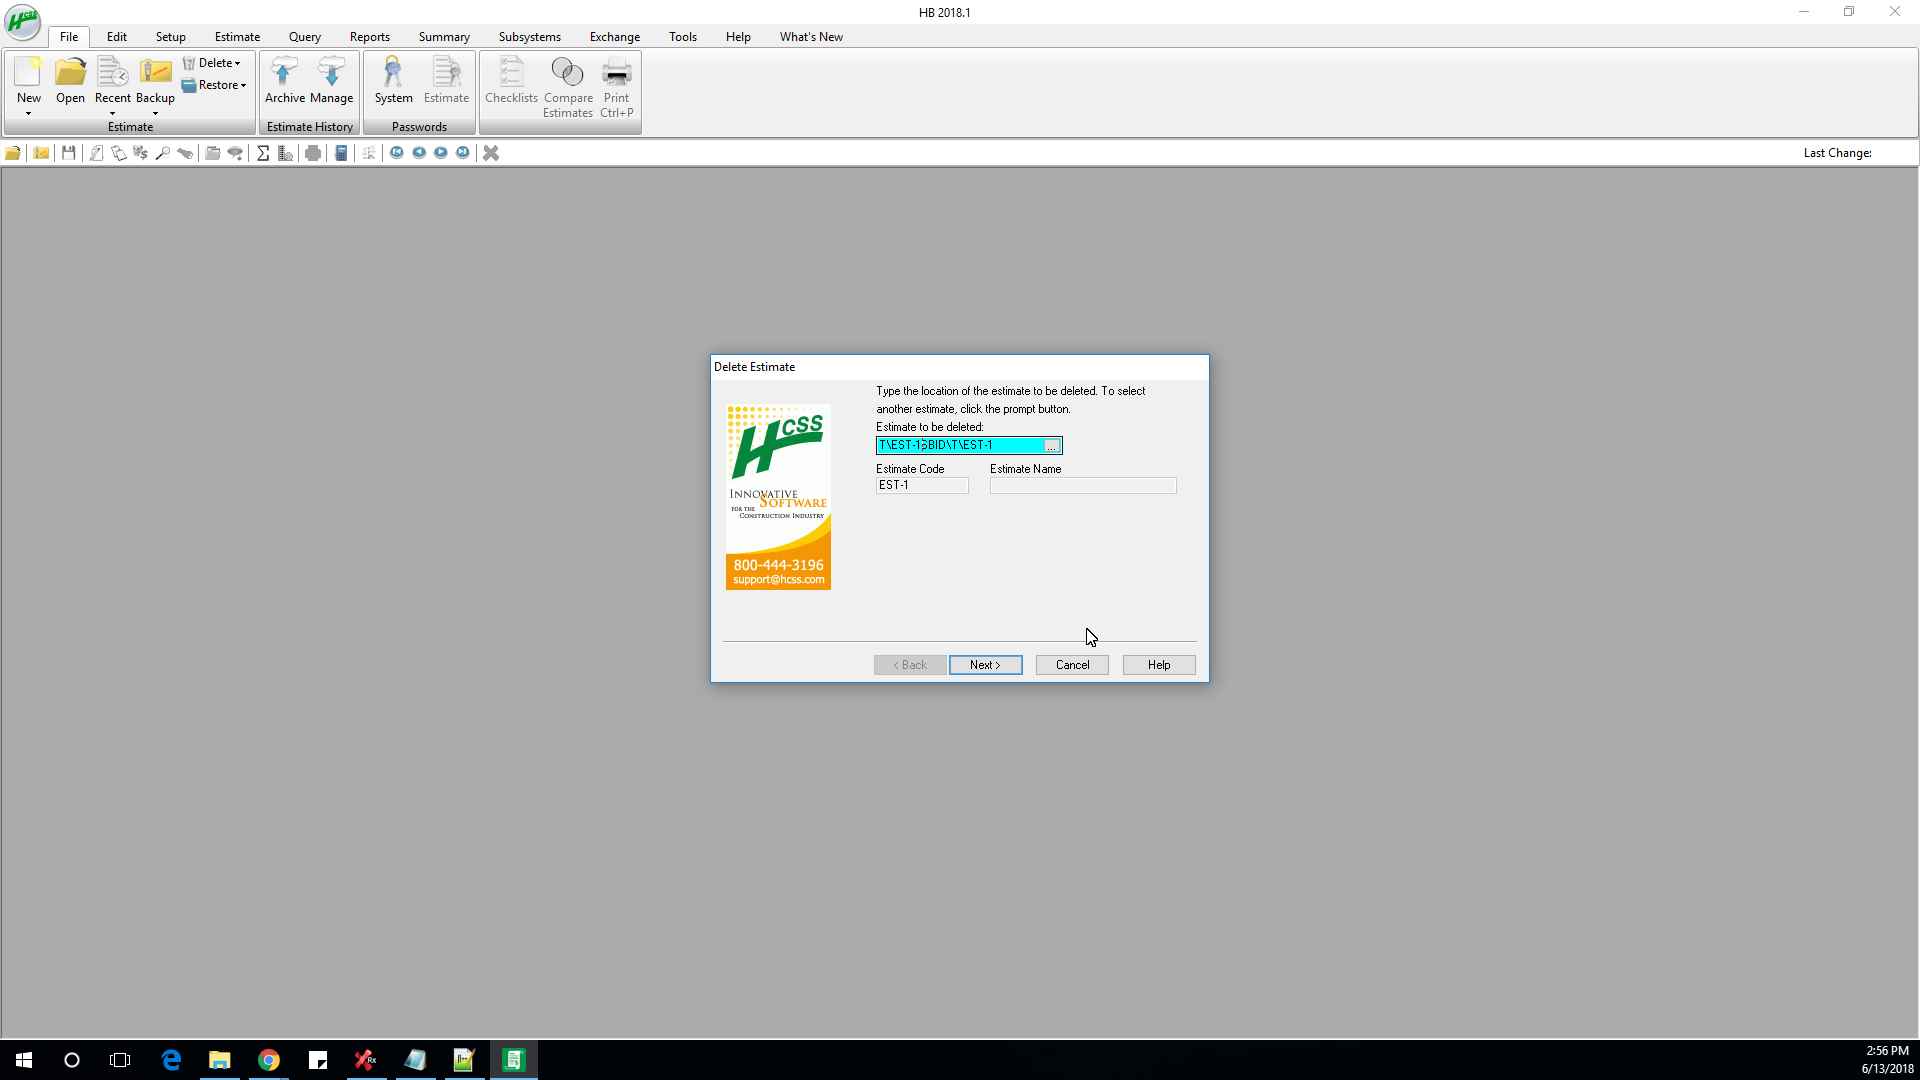 HB 2018.1
File Edit Setup Estimate Query Reports Summary Subsystems Exchange Tools Help What's New
New Open Recent Backup Delete Restore Archive Manage System Estimate Checklists Compare Estimates Print Ctrl+P
Estimate Estimate History Passwords
Last Change:
Delete Estimate
Type the location of the estimate to be deleted. To select
another estimate, click the prompt button.
Estimate to be deleted:
T\EST-1SBID\T\EST-1 ...
Estimate Code Estimate Name
EST-1
HCSS
INNOVATIVE
SOFTWARE
FOR THE
CONSTRUCTION INDUSTRY
800-444-3196
support@hcss.com
< Back Next > Cancel Help
2:56 PM
6/13/2018